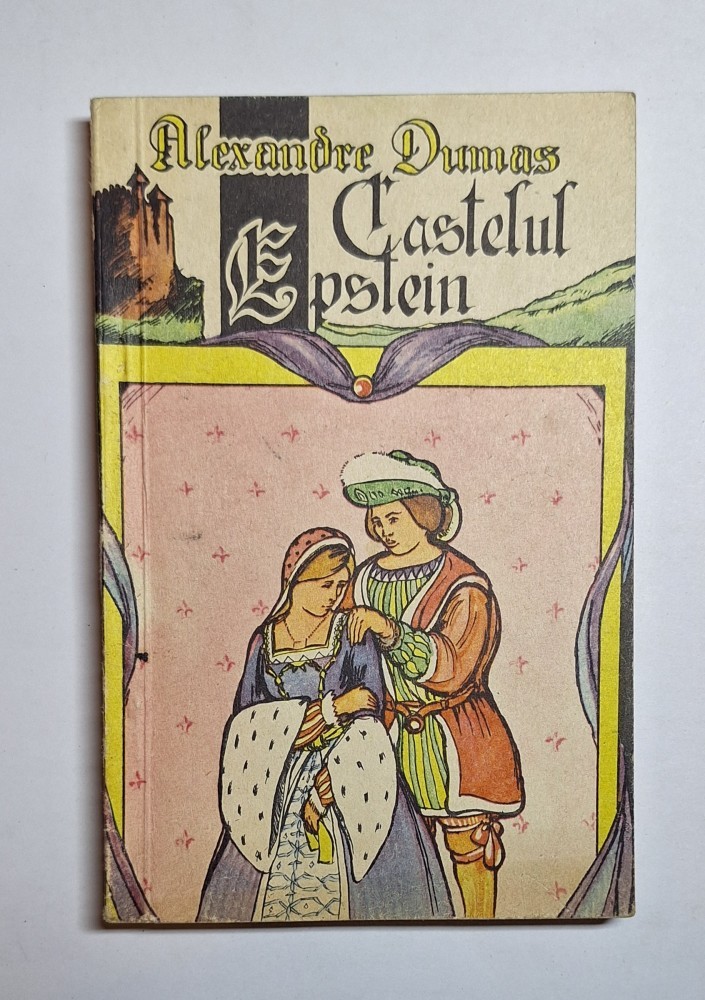 Alexandre Dumas
Castelul
Epstein